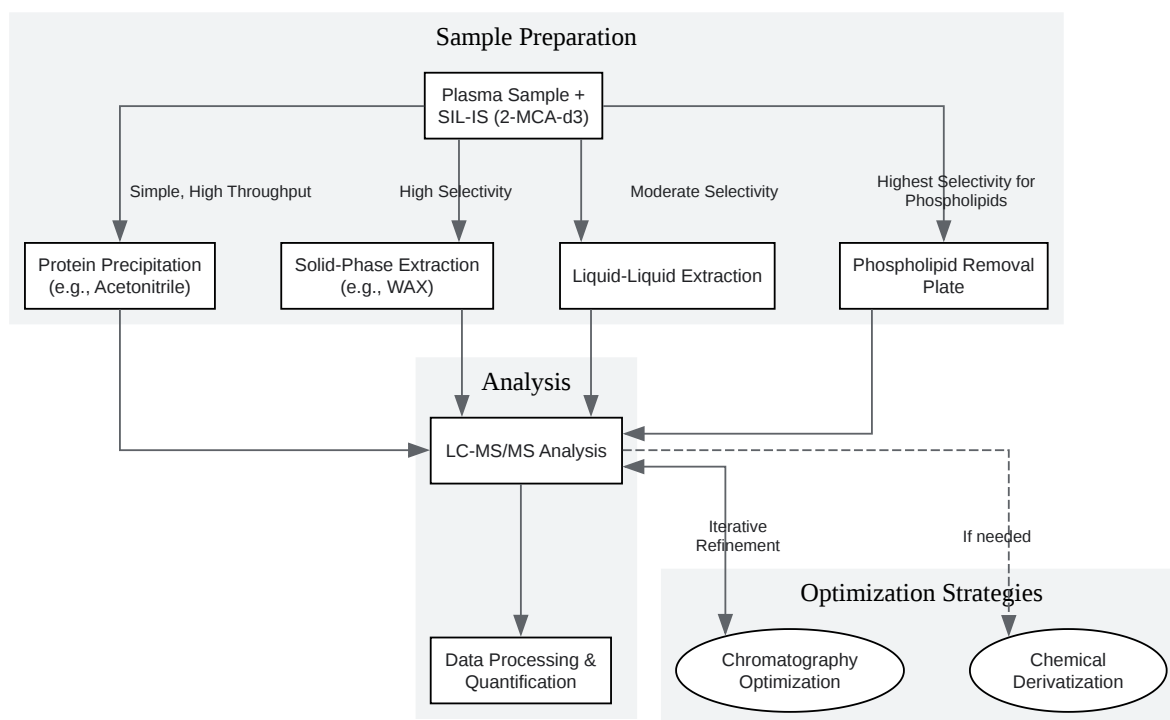 Sample Preparation
Plasma Sample +
SIL-IS (2-MCA-d3)
Simple, High Throughput
High Selectivity
Moderate Selectivity
Highest Selectivity for
Phospholipids
Protein Precipitation
(e.g., Acetonitrile)
Solid-Phase Extraction
(e.g., WAX)
Liquid-Liquid Extraction
Phospholipid Removal
Plate
Analysis
LC-MS/MS Analysis
Iterative
Refinement
If needed
Optimization Strategies
Data Processing &
Quantification
Chromatography
Optimization
Chemical
Derivatization